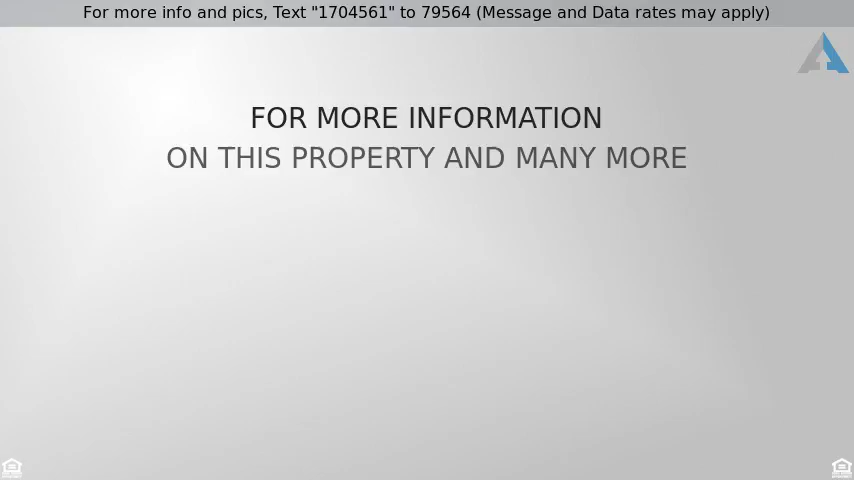 For more info and pics, Text "1704561" to 79564 (Message and Data rates may apply)
FOR MORE INFORMATION
ON THIS PROPERTY AND MANY MORE